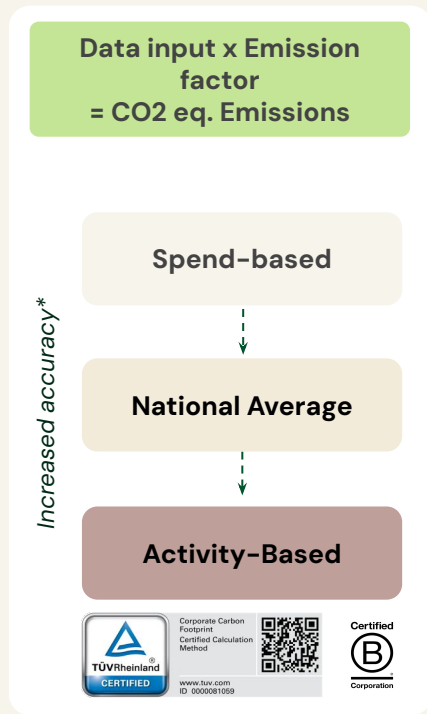 Data input x Emission
factor
= CO2 eq. Emissions
Spend-based
Increased accuracy*
National Average
Activity-Based
TÜVRheinland®
CERTIFIED
Corporate Carbon
Footprint
Certified Calculation
Method
www.tuv.com
ID 0000081059
Certified
B
Corporation